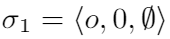 σ₁ = ⟨o, 0, ∅⟩